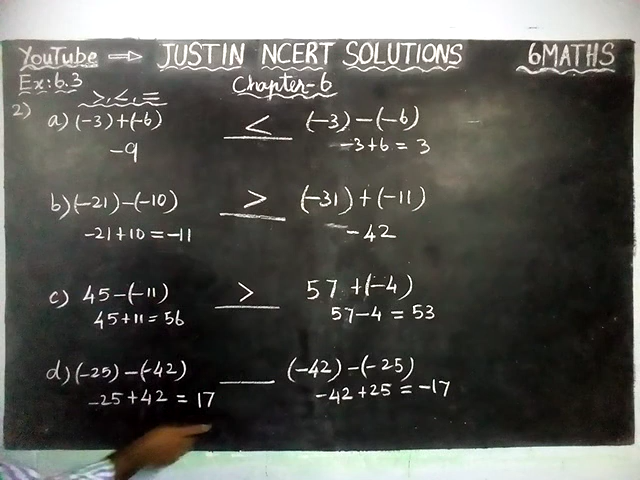 YouTube ⇒ JUSTIN NCERT SOLUTIONS 6MATHS
Ex:6.3 Chapter-6
>, <, =
2)
a) (-3)+(-6) < (-3)-(-6)
-9 -3+6 = 3
b) (-21)-(-10) > (-31)+(-11)
-21+10 = -11 -42
c) 45-(-11) > 57+(-4)
45+11 = 56 57-4 = 53
d) (-25)-(-42) ____ (-42)-(-25)
-25+42 = 17 -42+25 = -17